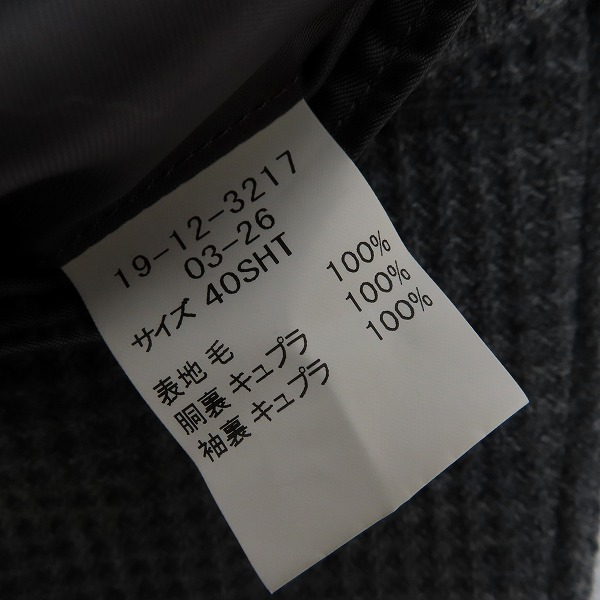 19-12-3217
03-26
サイズ 40SHT
表地 毛 100%
胴裏 キュプラ 100%
袖裏 キュプラ 100%